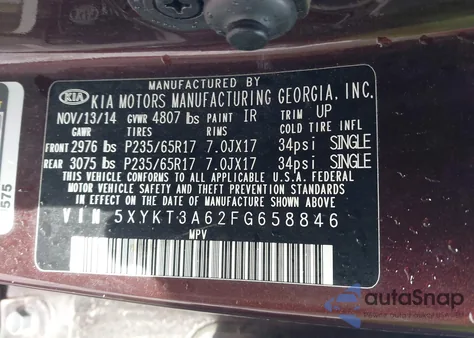 MANUFACTURED BY
KIA KIA MOTORS MANUFACTURING GEORGIA, INC.
NOV/13/14 GVWR 4807 lbs PAINT IR TRIM UP
GAWR TIRES RIMS COLD TIRE INFL
FRONT 2976 lbs P235/65R17 7.0JX17 34psi SINGLE
REAR 3075 lbs P235/65R17 7.0JX17 34psi SINGLE
THIS VEHICLE CONFORMS TO ALL APPLICABLE U.S.A. FEDERAL
MOTOR VEHICLE SAFETY STANDARDS IN EFFECT ON
THE DATE OF MANUFACTURE SHOWN ABOVE.
VIN 5XYKT3A62FG658846
MPV
575
autoSnap